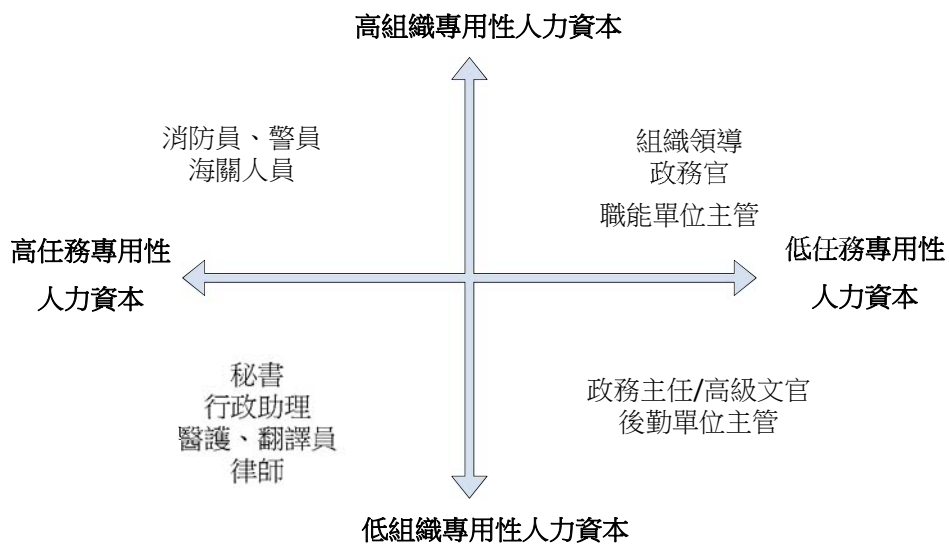 高組織專用性人力資本
消防員、警員
海關人員
組織領導
政務官
職能單位主管
高任務專用性
人力資本
低任務專用性
人力資本
秘書
行政助理
醫護、翻譯員
律師
政務主任/高級文官
後勤單位主管
低組織專用性人力資本